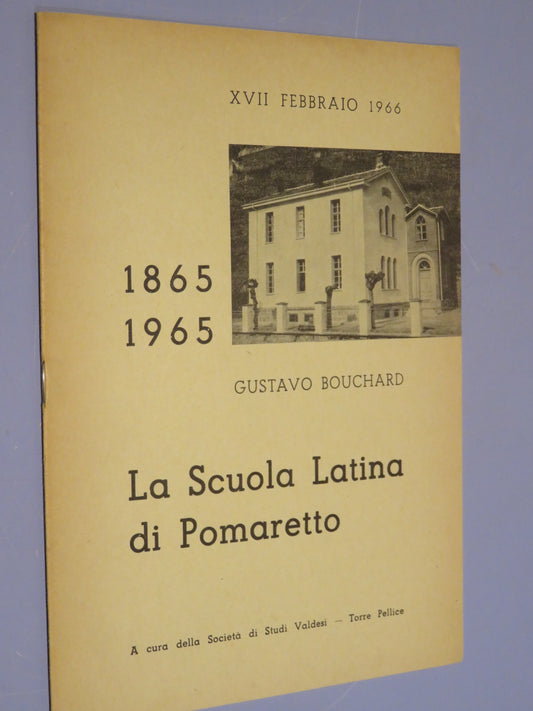 XVII FEBBRAIO 1966
1865
1965
GUSTAVO BOUCHARD
La Scuola Latina
di Pomaretto
A cura della Società di Studi Valdesi — Torre Pellice